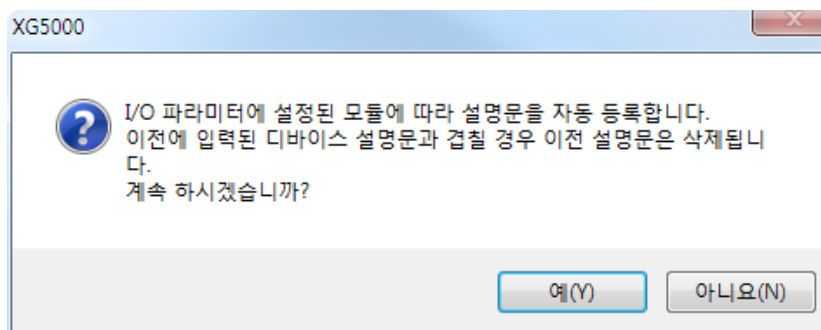 XG5000
I/O 파라미터에 설정된 모듈에 따라 설명문을 자동 등록합니다.
이전에 입력된 디바이스 설명문과 겹칠 경우 이전 설명문은 삭제됩니
다.
계속 하시겠습니까?
예(Y)
아니요(N)